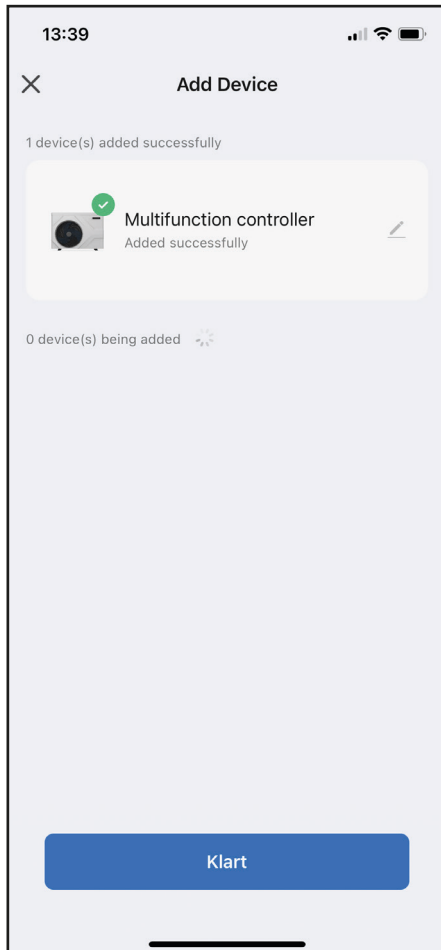 13:39
Add Device
1 device(s) added successfully
Multifunction controller
Added successfully
0 device(s) being added
Klart